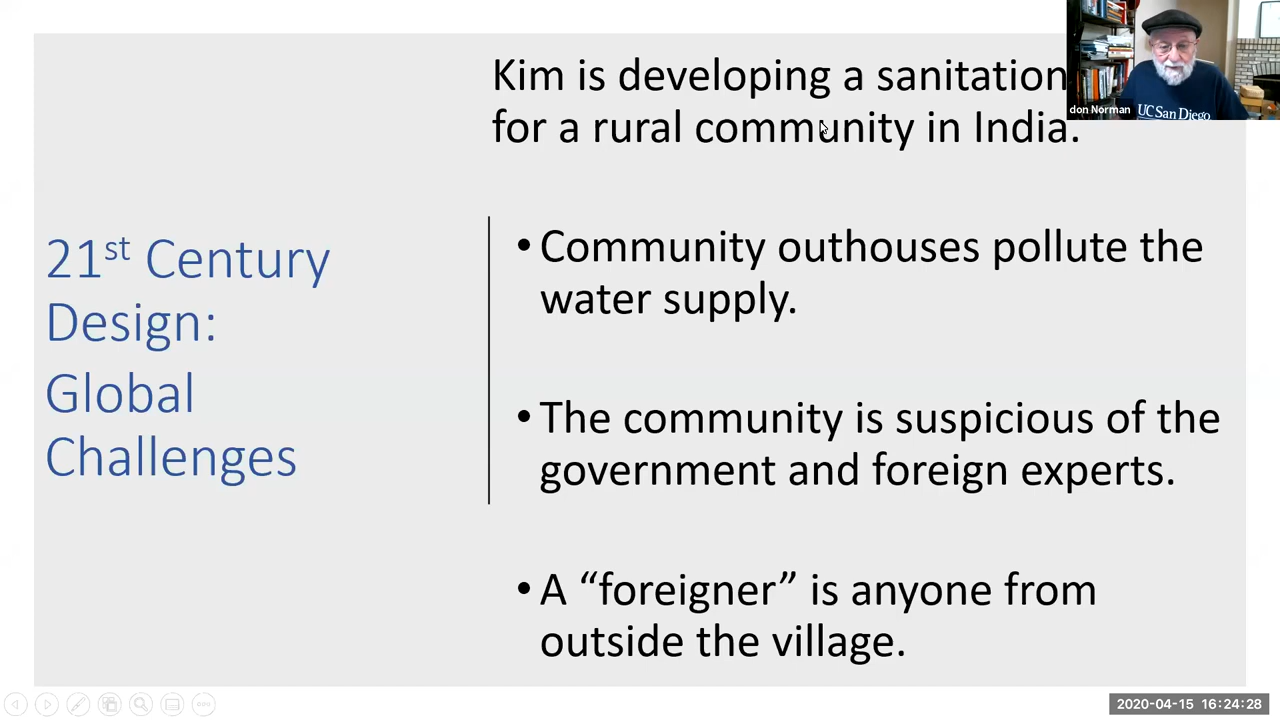 Kim is developing a sanitation
for a rural community in India.
don Norman
UC San Diego
21st Century
Design:
Global
Challenges
• Community outhouses pollute the
water supply.
• The community is suspicious of the
government and foreign experts.
• A “foreigner” is anyone from
outside the village.
2020-04-15 16:24:28